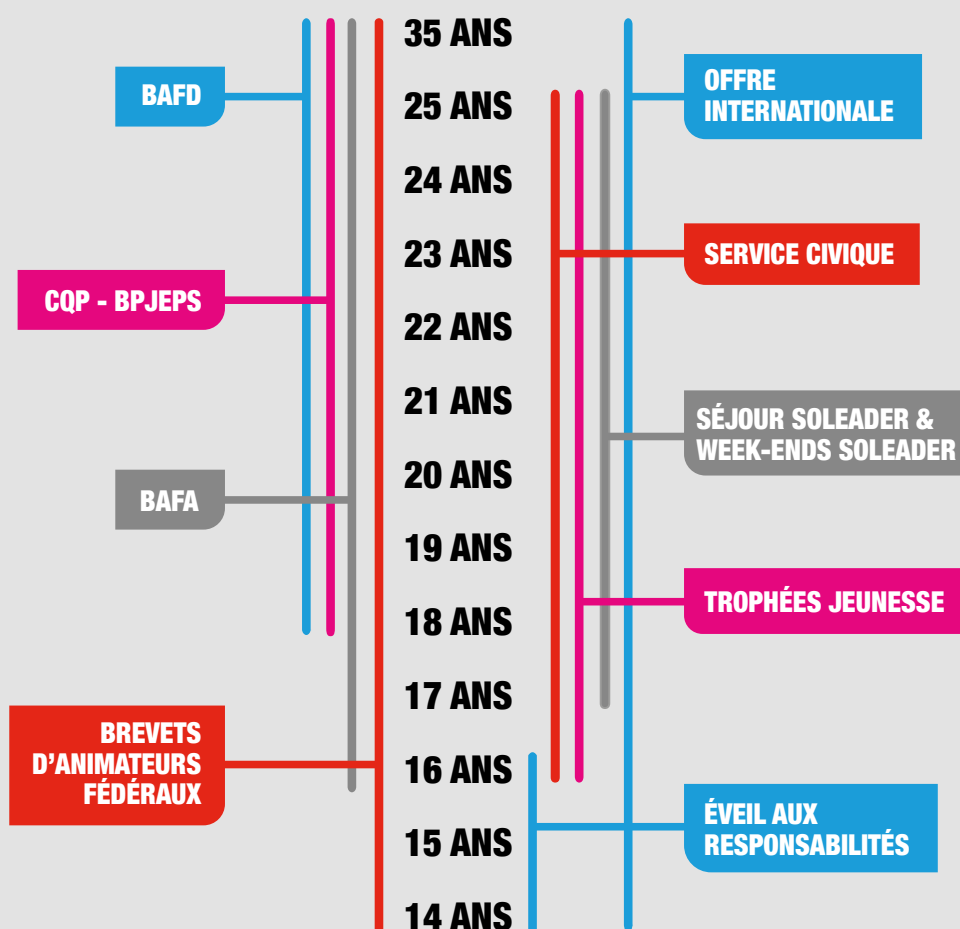 35 ANS
BAFD
OFFRE
INTERNATIONALE
25 ANS
24 ANS
23 ANS
SERVICE CIVIQUE
CQP - BPJEPS
22 ANS
21 ANS
SÉJOUR SOLEADER &
WEEK-ENDS SOLEADER
20 ANS
BAFA
19 ANS
TROPHÉES JEUNESSE
18 ANS
17 ANS
BREVETS
D’ANIMATEURS
FÉDÉRAUX
16 ANS
ÉVEIL AUX
RESPONSABILITÉS
15 ANS
14 ANS